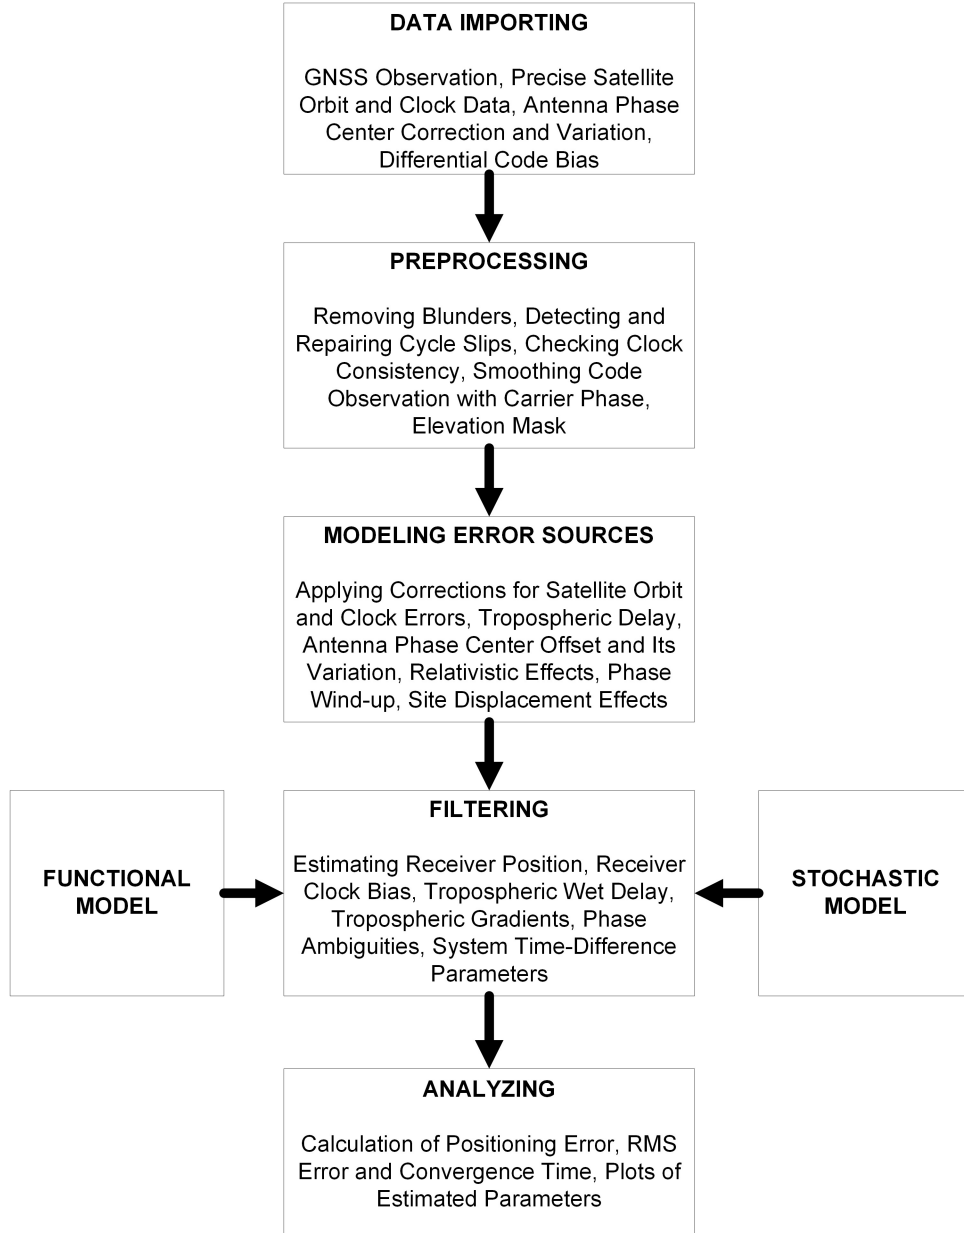 DATA IMPORTING
GNSS Observation, Precise Satellite
Orbit and Clock Data, Antenna Phase
Center Correction and Variation,
Differential Code Bias
PREPROCESSING
Removing Blunders, Detecting and
Repairing Cycle Slips, Checking Clock
Consistency, Smoothing Code
Observation with Carrier Phase,
Elevation Mask
MODELING ERROR SOURCES
Applying Corrections for Satellite Orbit
and Clock Errors, Tropospheric Delay,
Antenna Phase Center Offset and Its
Variation, Relativistic Effects, Phase
Wind-up, Site Displacement Effects
FUNCTIONAL
MODEL
FILTERING
Estimating Receiver Position, Receiver
Clock Bias, Tropospheric Wet Delay,
Tropospheric Gradients, Phase
Ambiguities, System Time-Difference
Parameters
STOCHASTIC
MODEL
ANALYZING
Calculation of Positioning Error, RMS
Error and Convergence Time, Plots of
Estimated Parameters